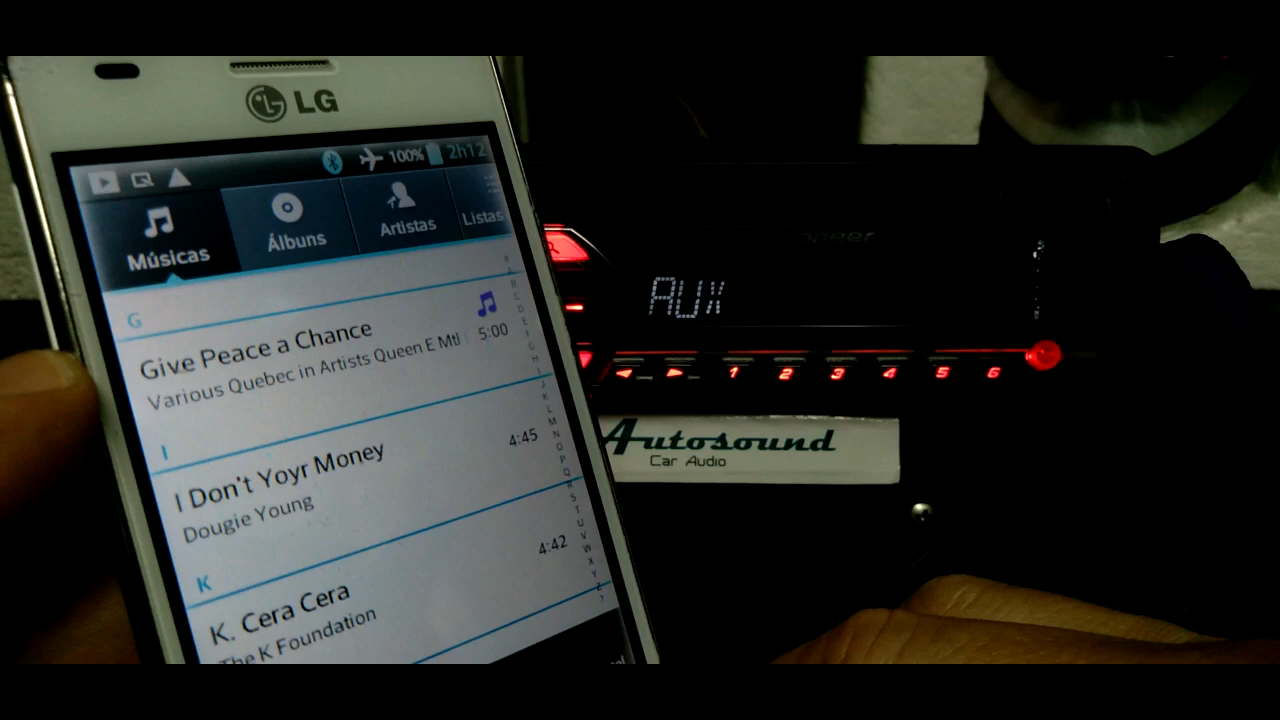 LG
100% 2h12
Músicas Álbuns Artistas Listas
G
Give Peace a Chance
Various Quebec in Artists Queen E Mtl 5:00
I
I Don't Yoyr Money 4:45
Dougie Young
K
K. Cera Cera 4:42
The K Foundation
A
B
C
D
E
F
G
H
I
J
K
L
M
N
O
P
Q
R
S
T
U
V
W
X
Y
Z
AUX
1 2 3 4 5 6
Autosound
Car Audio